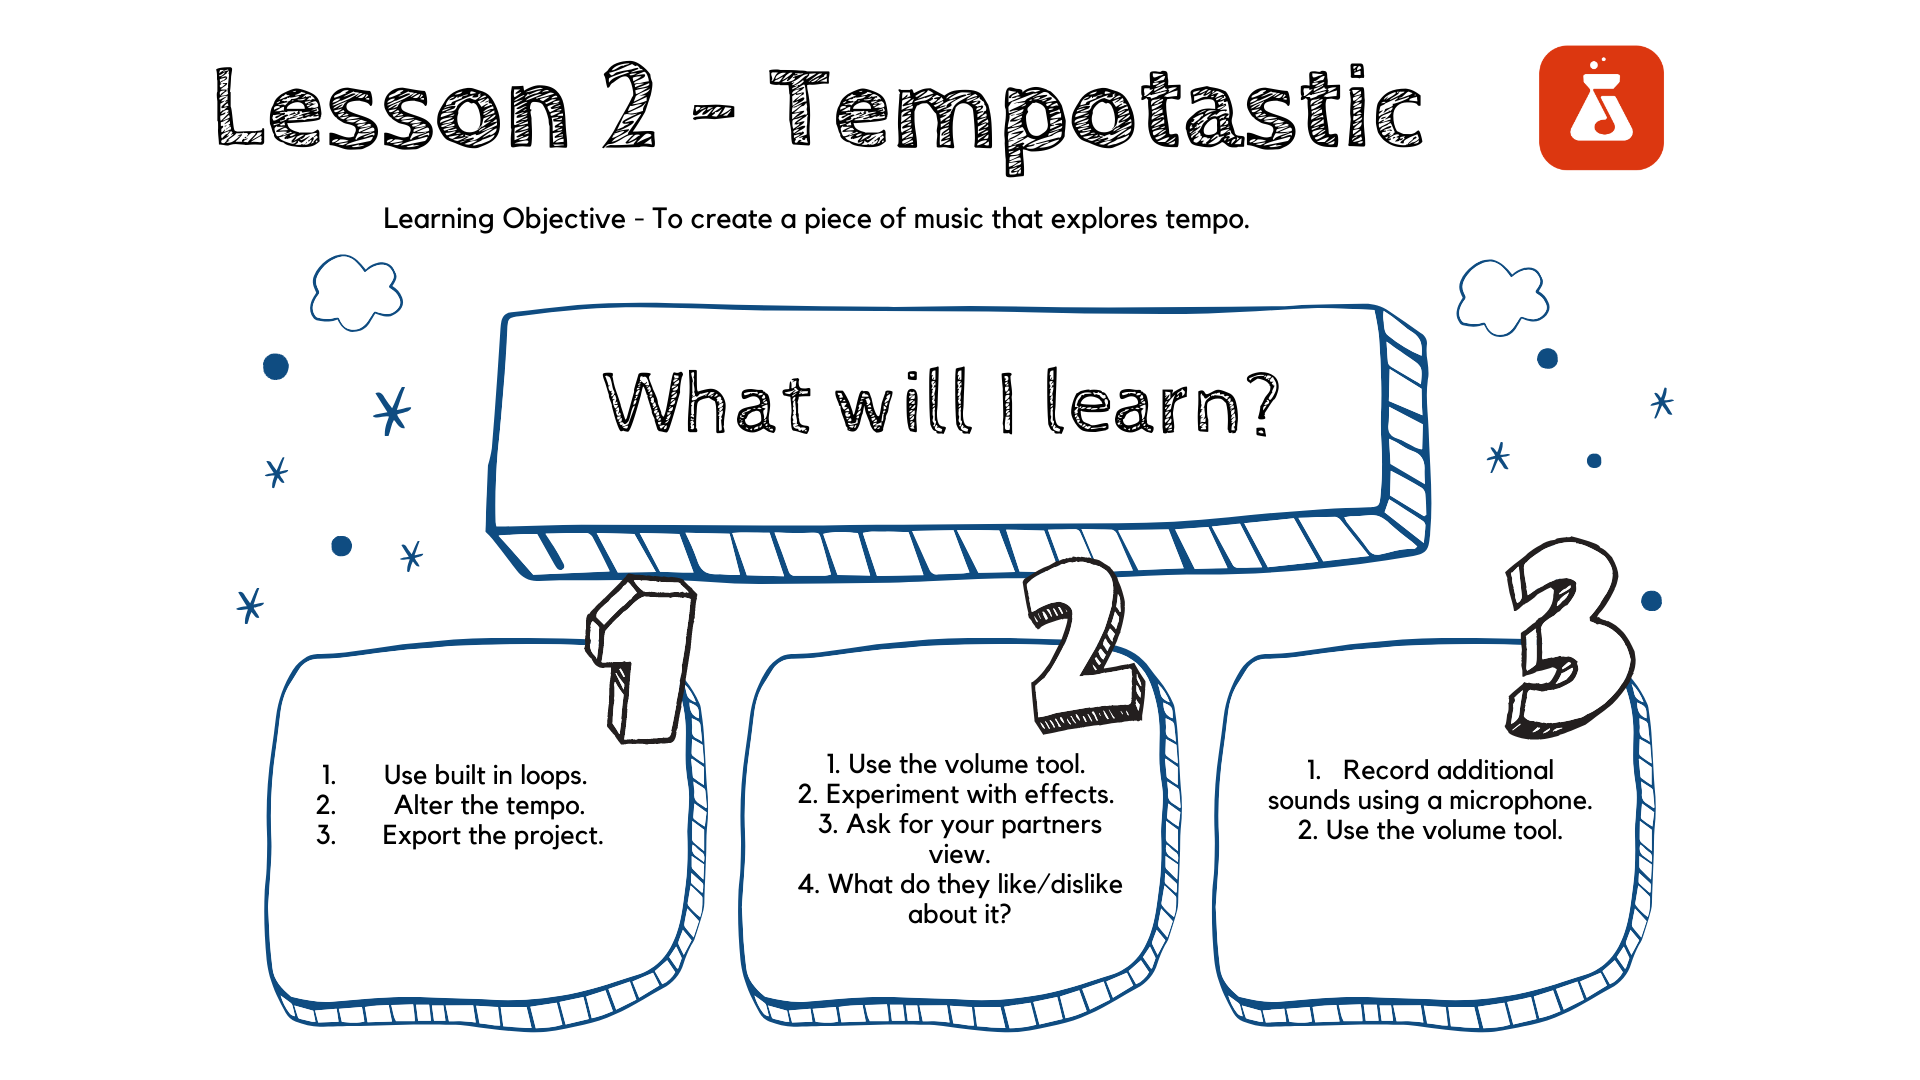 Lesson 2 - Tempotastic
Learning Objective - To create a piece of music that explores tempo.
What will I learn?
1
1. Use built in loops.
2. Alter the tempo.
3. Export the project.
2
1. Use the volume tool.
2. Experiment with effects.
3. Ask for your partners
view.
4. What do they like/dislike
about it?
3
1. Record additional
sounds using a microphone.
2. Use the volume tool.